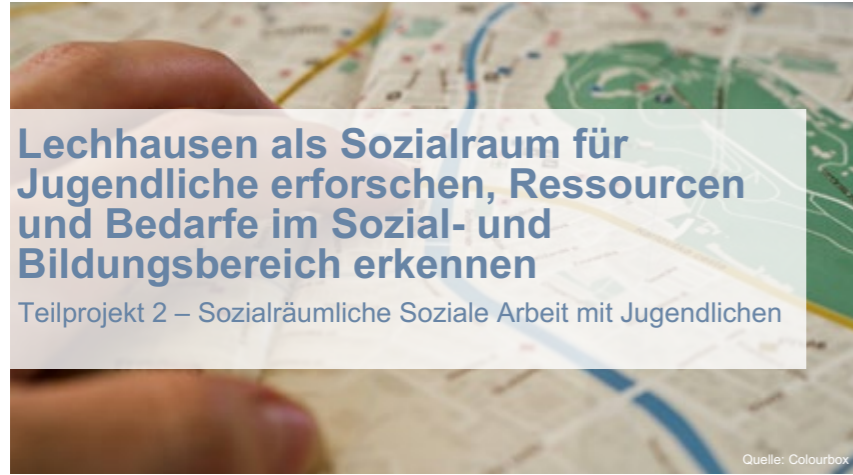 Lechhausen als Sozialraum für
Jugendliche erforschen, Ressourcen
und Bedarfe im Sozial- und
Bildungsbereich erkennen
Teilprojekt 2 – Sozialräumliche Soziale Arbeit mit Jugendlichen
Quelle: Colourbox